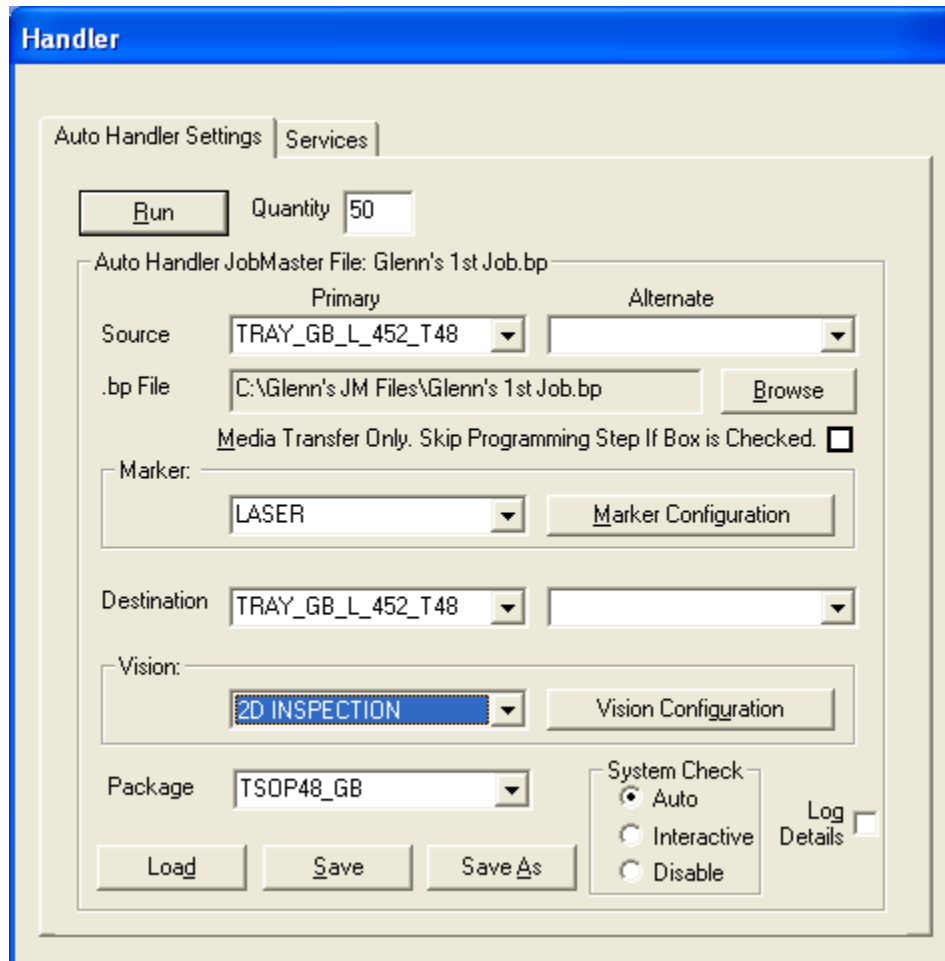 Handler
Auto Handler Settings Services
Run Quantity 50
Auto Handler JobMaster File: Glenn's 1st Job.bp
Primary Alternate
Source TRAY_GB_L_452_T48
.bp File C:\Glenn's JM Files\Glenn's 1st Job.bp Browse
Media Transfer Only. Skip Programming Step If Box is Checked.
Marker:
LASER Marker Configuration
Destination TRAY_GB_L_452_T48
Vision:
2D INSPECTION Vision Configuration
Package TSOP48_GB
System Check
Auto
Interactive
Disable
Log
Details
Load Save Save As